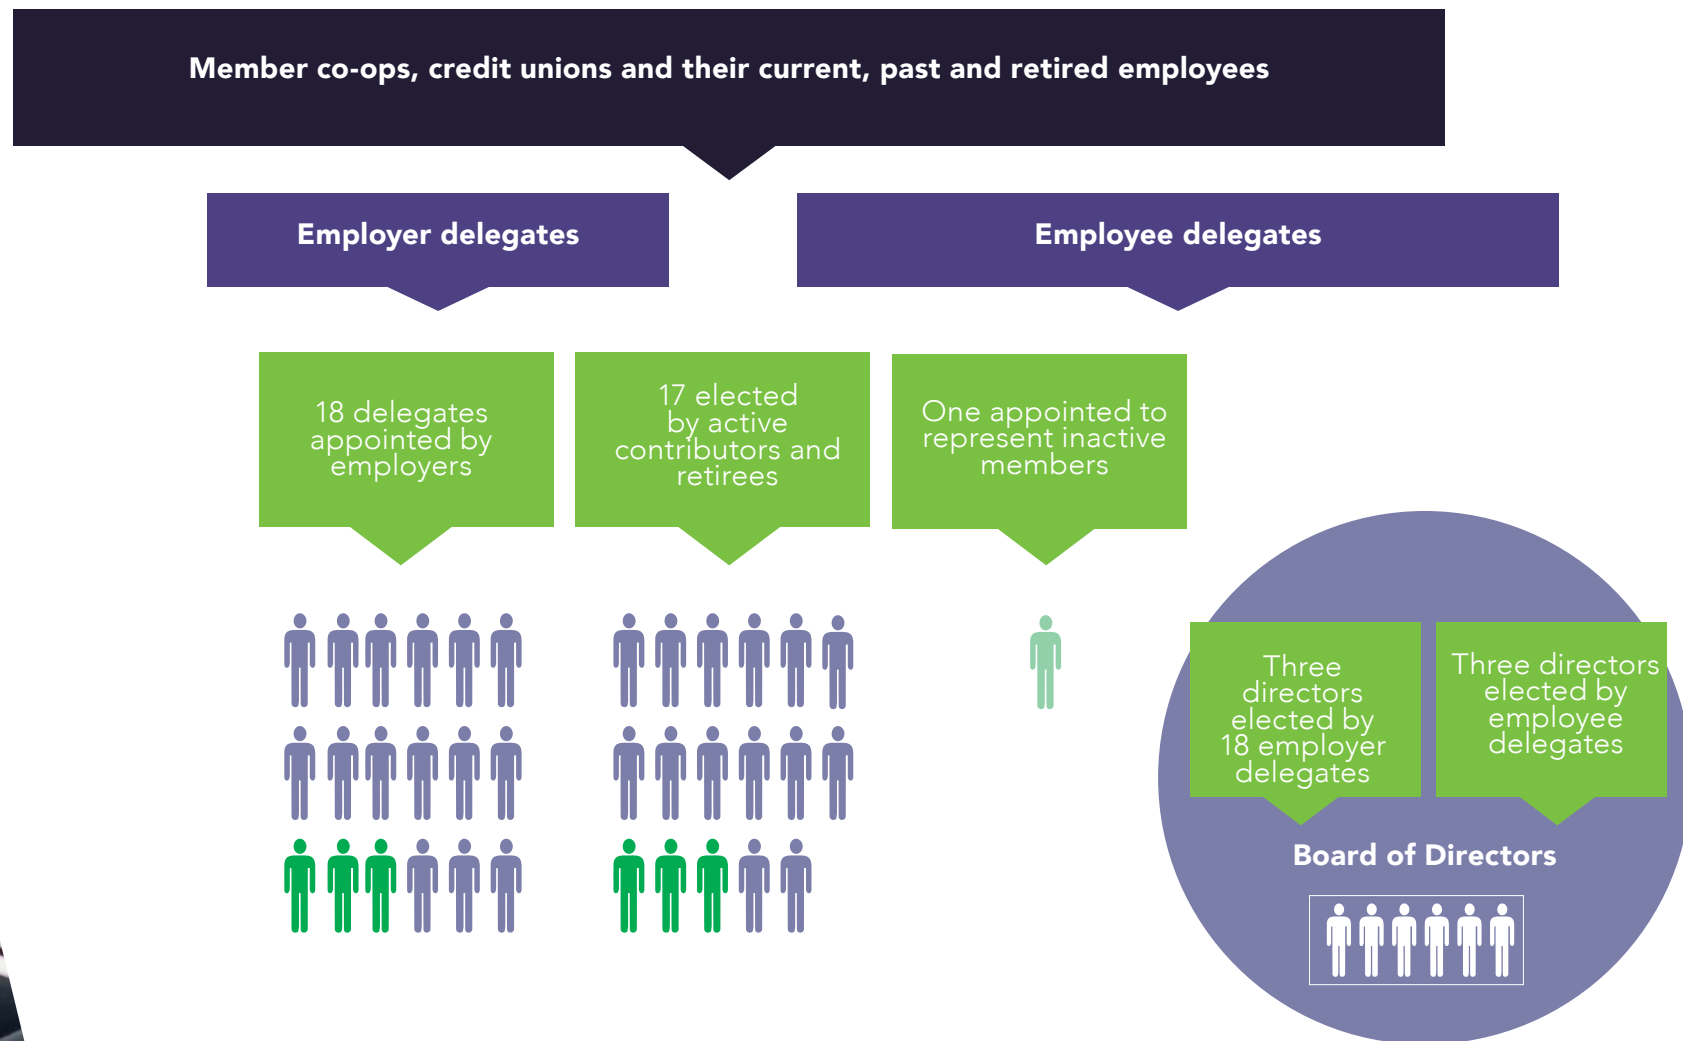 Member co-ops, credit unions and their current, past and retired employees
Employer delegates
Employee delegates
18 delegates
appointed by
employers
17 elected
by active
contributors and
retirees
One appointed to
represent inactive
members
Three
directors
elected by
18 employer
delegates
Three directors
elected by
employee
delegates
Board of Directors